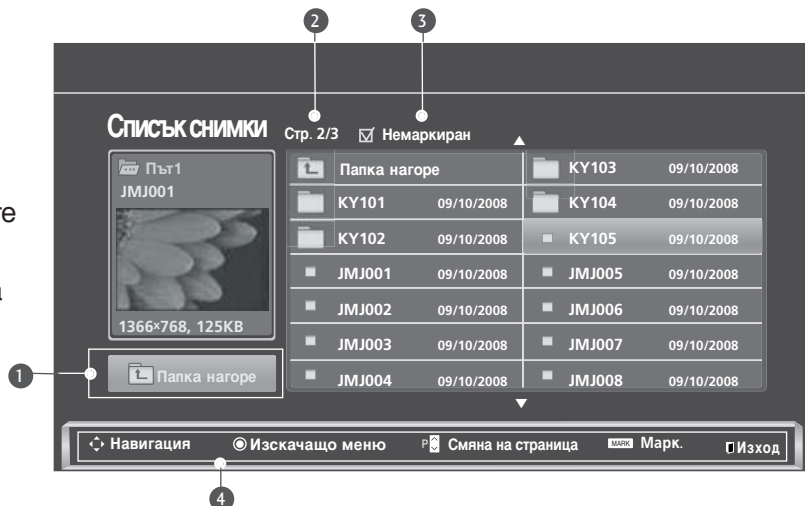 2 3
Списък снимки Стр. 2/3 Немаркиран
Път1
JMJ001
1366x768, 125KB
Папка нагоре
Папка нагоре
KY101 09/10/2008
KY102 09/10/2008
JMJ001 09/10/2008
JMJ002 09/10/2008
JMJ003 09/10/2008
JMJ004 09/10/2008
KY103 09/10/2008
KY104 09/10/2008
KY105 09/10/2008
JMJ005 09/10/2008
JMJ006 09/10/2008
JMJ007 09/10/2008
JMJ008 09/10/2008
1
Навигация Изскачащо меню P Смяна на страница MARK Марк. Изход
4